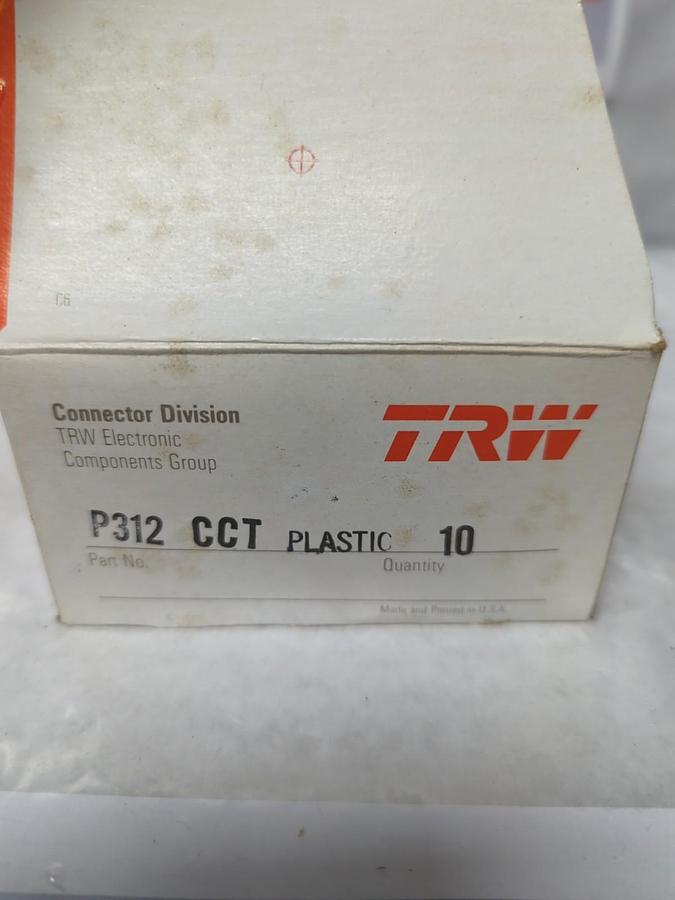 C6
Connector Division
TRW Electronic
Components Group
TRW
P312 CCT PLASTIC 10
Part No.
Quantity
Made and Printed in U.S.A.